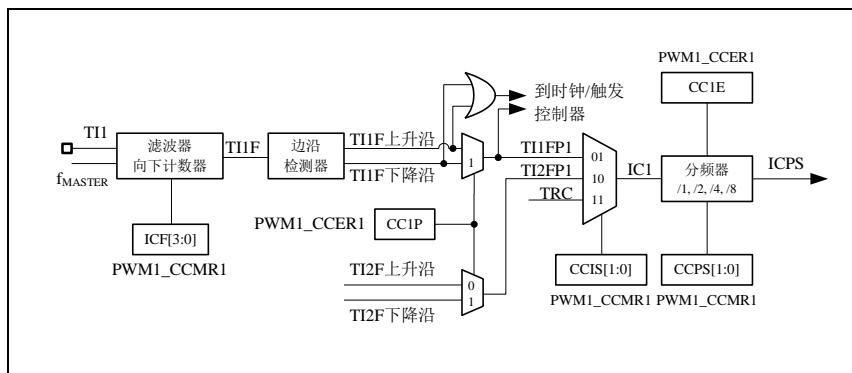 PWM1_CCER1
CC1E
到时钟/触发
控制器
TI1
f MASTER
滤波器
向下计数器
TI1F
边沿
检测器
TI1F上升沿
TI1F下降沿
1
TI1FP1
TI2FP1
TRC
01
10
11
IC1
分频器
/1, /2, /4, /8
ICPS
ICF[3:0]
PWM1_CCMR1
PWM1_CCER1
CC1P
TI2F上升沿
TI2F下降沿
0
1
CCIS[1:0]
PWM1_CCMR1
CCPS[1:0]
PWM1_CCMR1